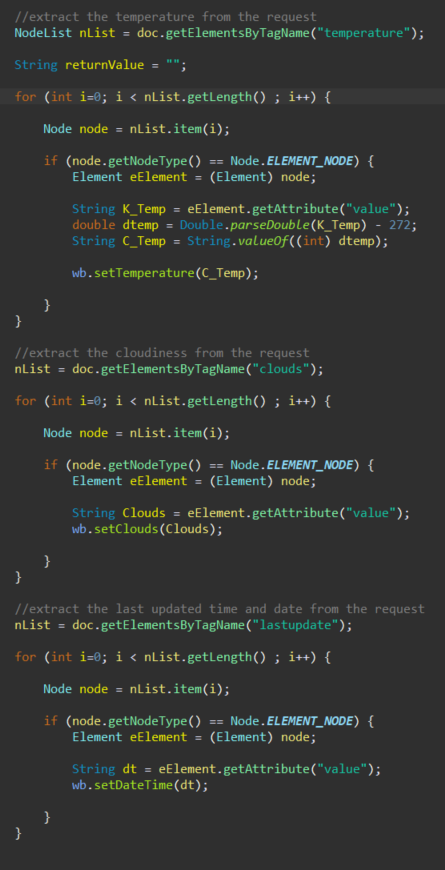 //extract the temperature from the request
NodeList nList = doc.getElementsByTagName("temperature");
String returnValue = "";
for (int i=0; i < nList.getLength() ; i++) {
Node node = nList.item(i);
if (node.getNodeType() == Node.ELEMENT_NODE) {
Element eElement = (Element) node;
String K_Temp = eElement.getAttribute("value");
double dtemp = Double.parseDouble(K_Temp) - 272;
String C_Temp = String.valueOf((int) dtemp);
wb.setTemperature(C_Temp);
}
}
//extract the cloudiness from the request
nList = doc.getElementsByTagName("clouds");
for (int i=0; i < nList.getLength() ; i++) {
Node node = nList.item(i);
if (node.getNodeType() == Node.ELEMENT_NODE) {
Element eElement = (Element) node;
String Clouds = eElement.getAttribute("value");
wb.setClouds(Clouds);
}
}
//extract the last updated time and date from the request
nList = doc.getElementsByTagName("lastupdate");
for (int i=0; i < nList.getLength() ; i++) {
Node node = nList.item(i);
if (node.getNodeType() == Node.ELEMENT_NODE) {
Element eElement = (Element) node;
String dt = eElement.getAttribute("value");
wb.setDateTime(dt);
}
}